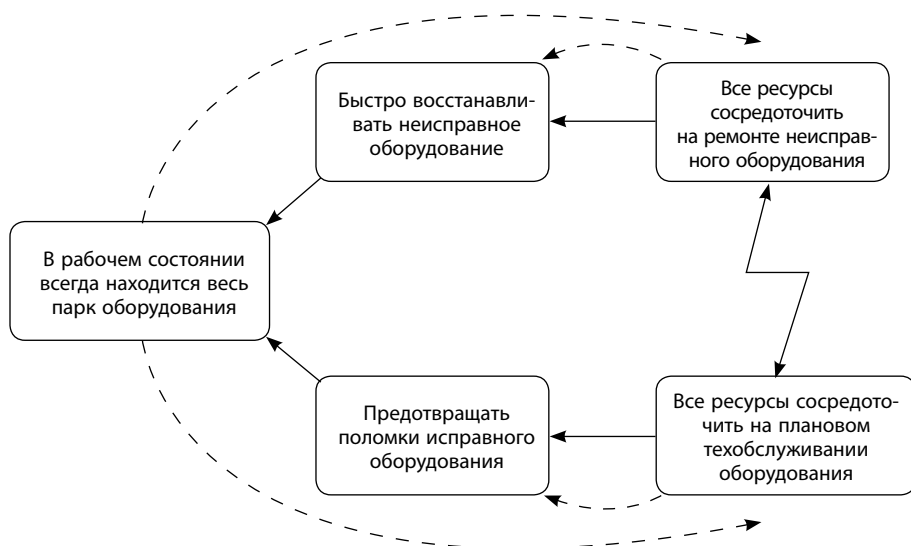 Быстро восстанавли-
вать неисправное
оборудование
Все ресурсы
сосредоточить
на ремонте неисправ-
ного оборудования
В рабочем состоянии
всегда находится весь
парк оборудования
Предотвращать
поломки исправного
оборудования
Все ресурсы сосредото-
чить на плановом
техобслуживании
оборудования